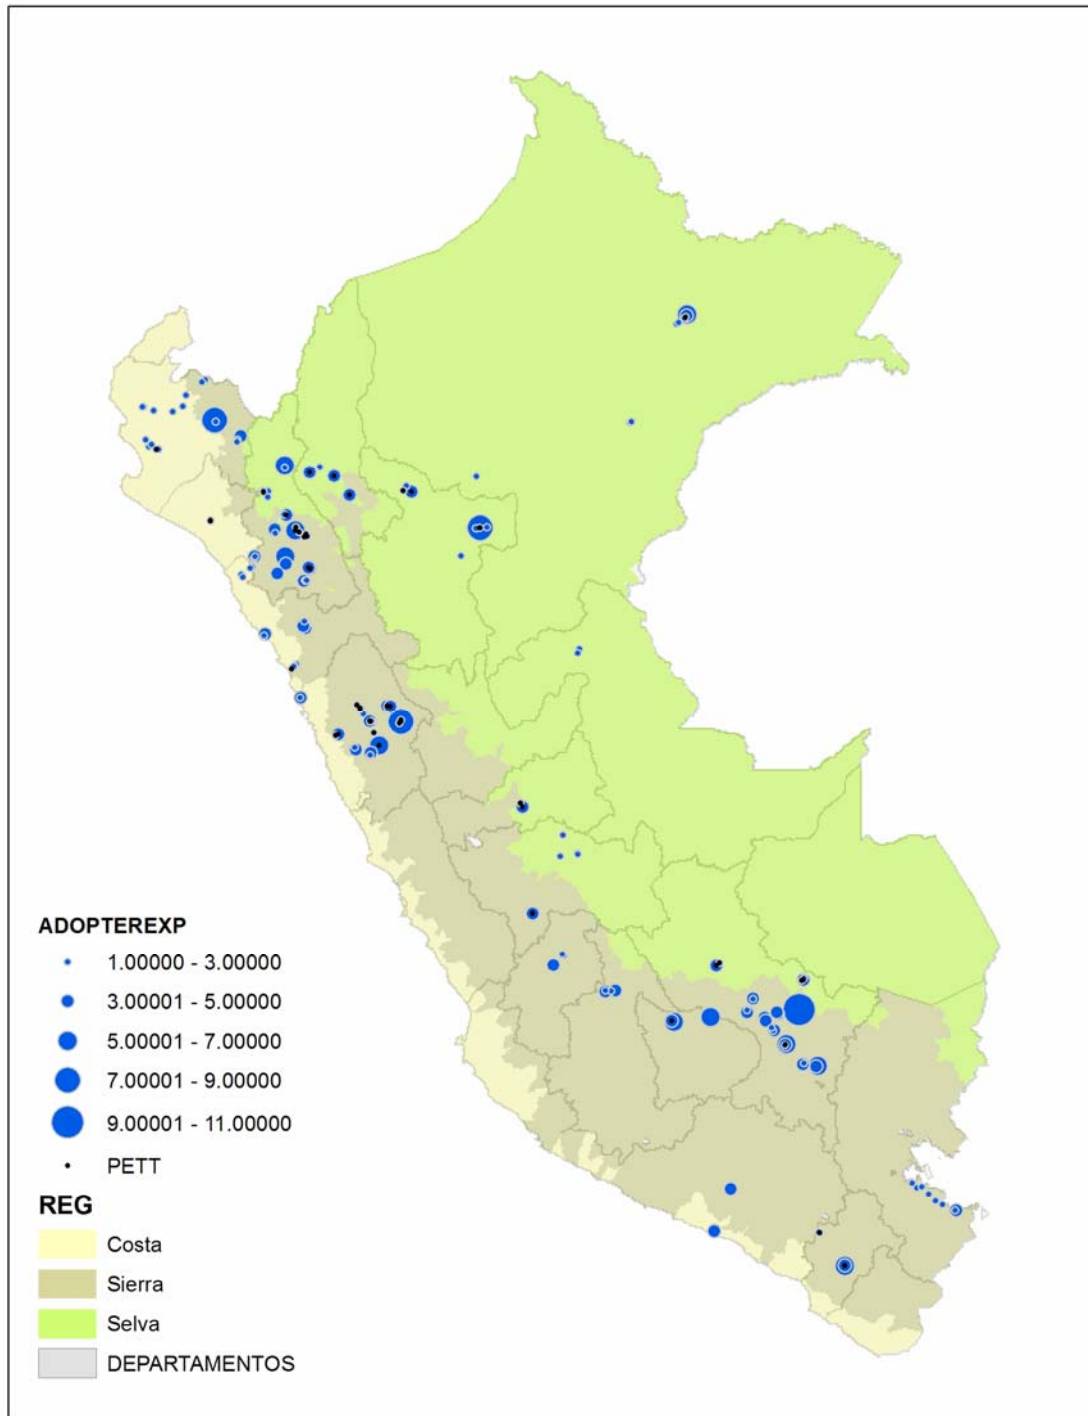 ADOPTEREXP
1.00000 - 3.00000
3.00001 - 5.00000
5.00001 - 7.00000
7.00001 - 9.00000
9.00001 - 11.00000
PETT
REG
Costa
Sierra
Selva
DEPARTAMENTOS